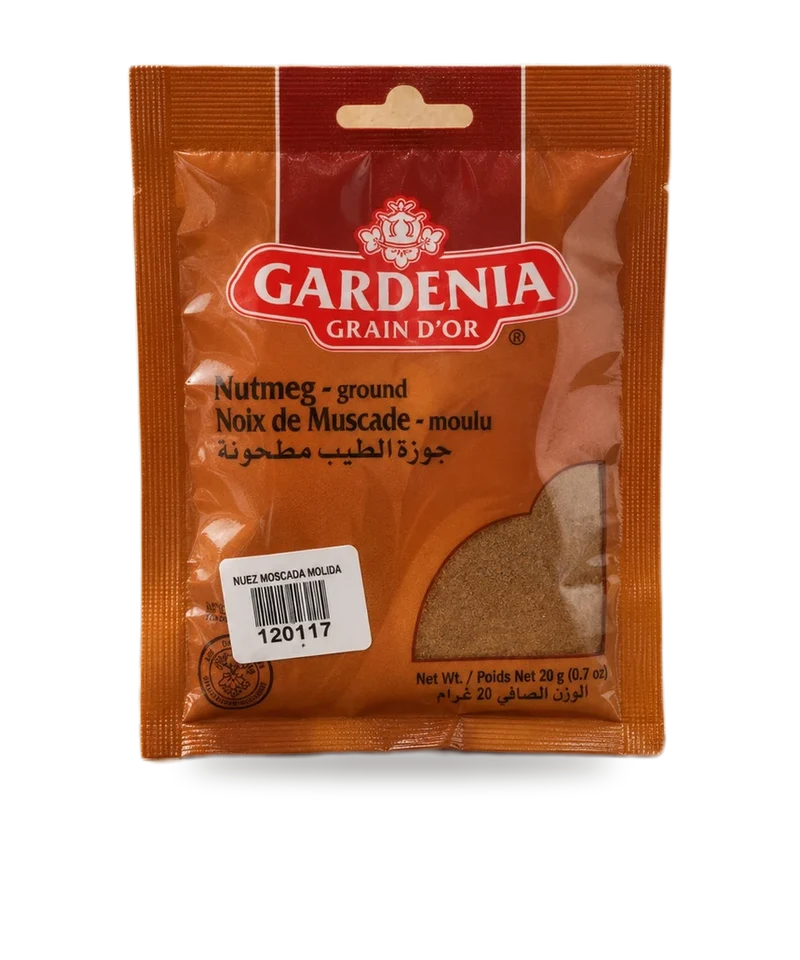 GARDENIA
GRAIN D'OR
®
Nutmeg - ground
Noix de Muscade - moulu
جوزة الطيب مطحونة
NUEZ MOSCADA MOLIDA
120117
Net Wt. / Poids Net 20 g (0.7 oz)
الوزن الصافي 20 غرام